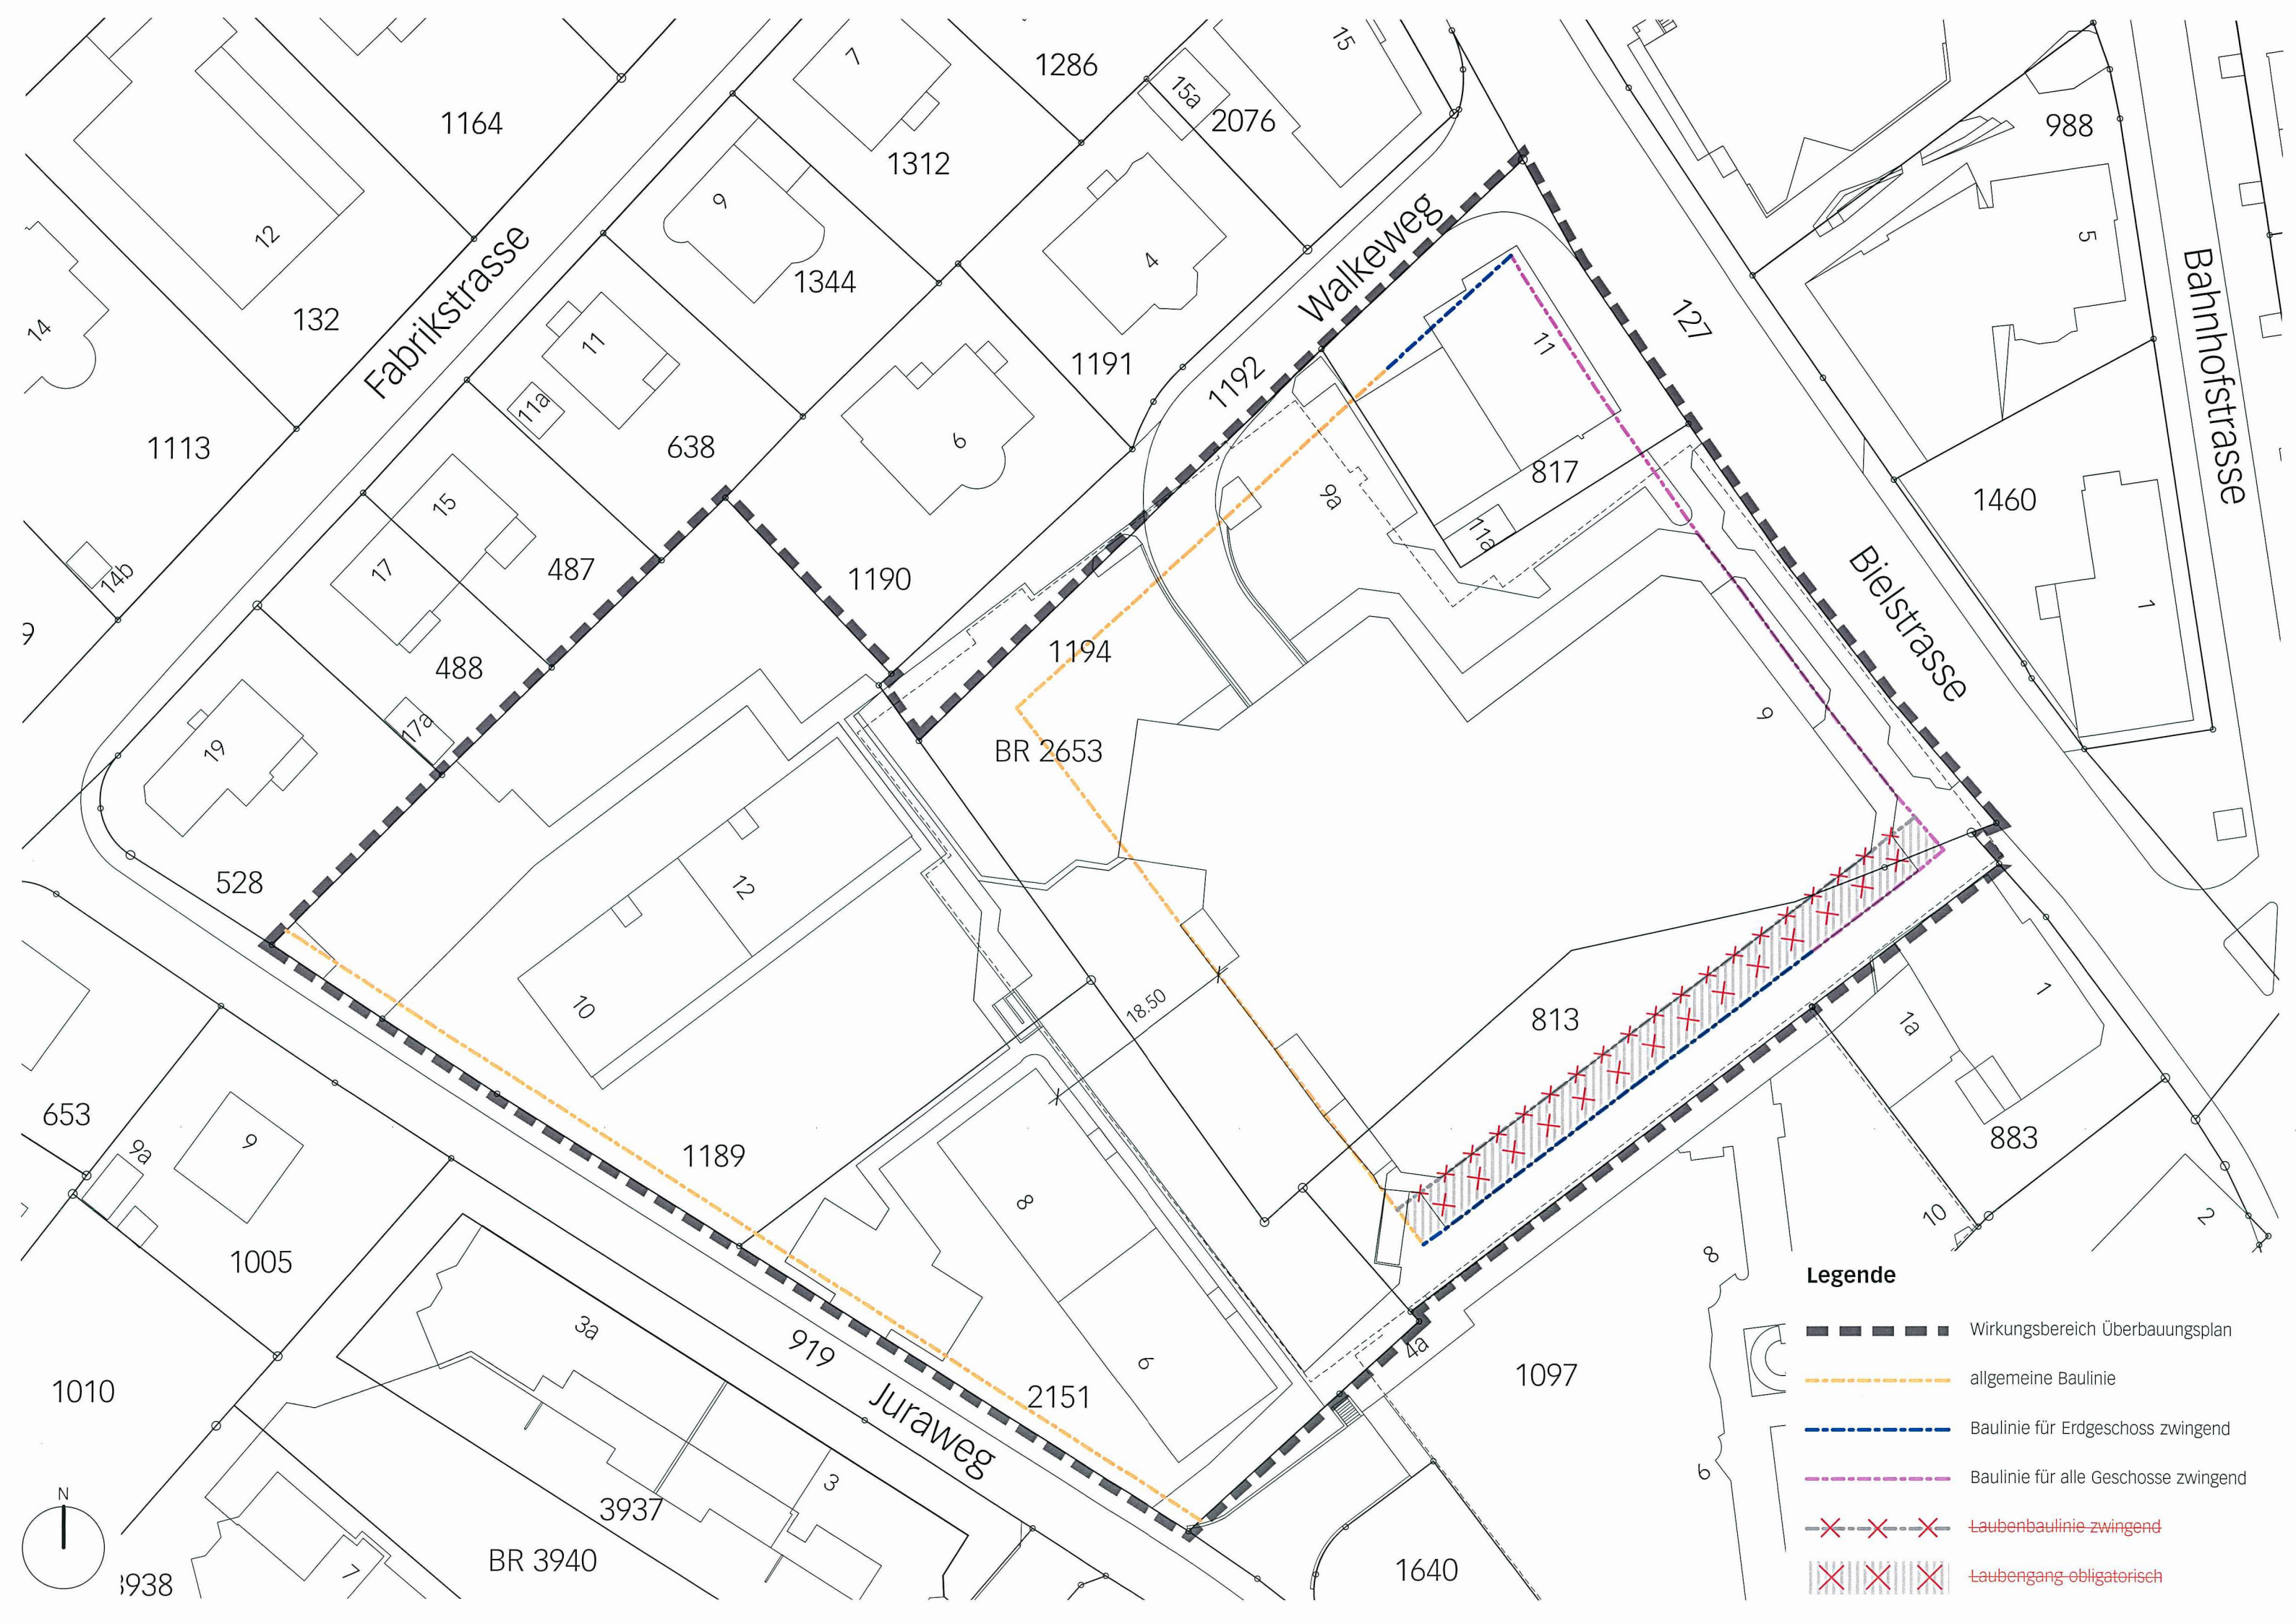 1164
12
132
14
1113
14b
9
Fabrikstrasse
7
1286
15a
2076
15
1312
9
1344
11
11a
638
4
1191
6
1190
15
17
487
488
17a
19
528
Walkeweg
1192
11
817
11a
9a
127
988
5
Bahnhofstrasse
1460
1
Bielstrasse
9
1194
BR 2653
12
10
18.50
813
1
1a
883
10
2
1189
8
6
2151
4a
1097
8
6
1640
653
9a
9
1005
1010
3a
919
Juraweg
3
3937
BR 3940
7
3938
N
Legende
Wirkungsbereich Überbauungsplan
allgemeine Baulinie
Baulinie für Erdgeschoss zwingend
Baulinie für alle Geschosse zwingend
Laubenbaulinie zwingend
Laubengang obligatorisch